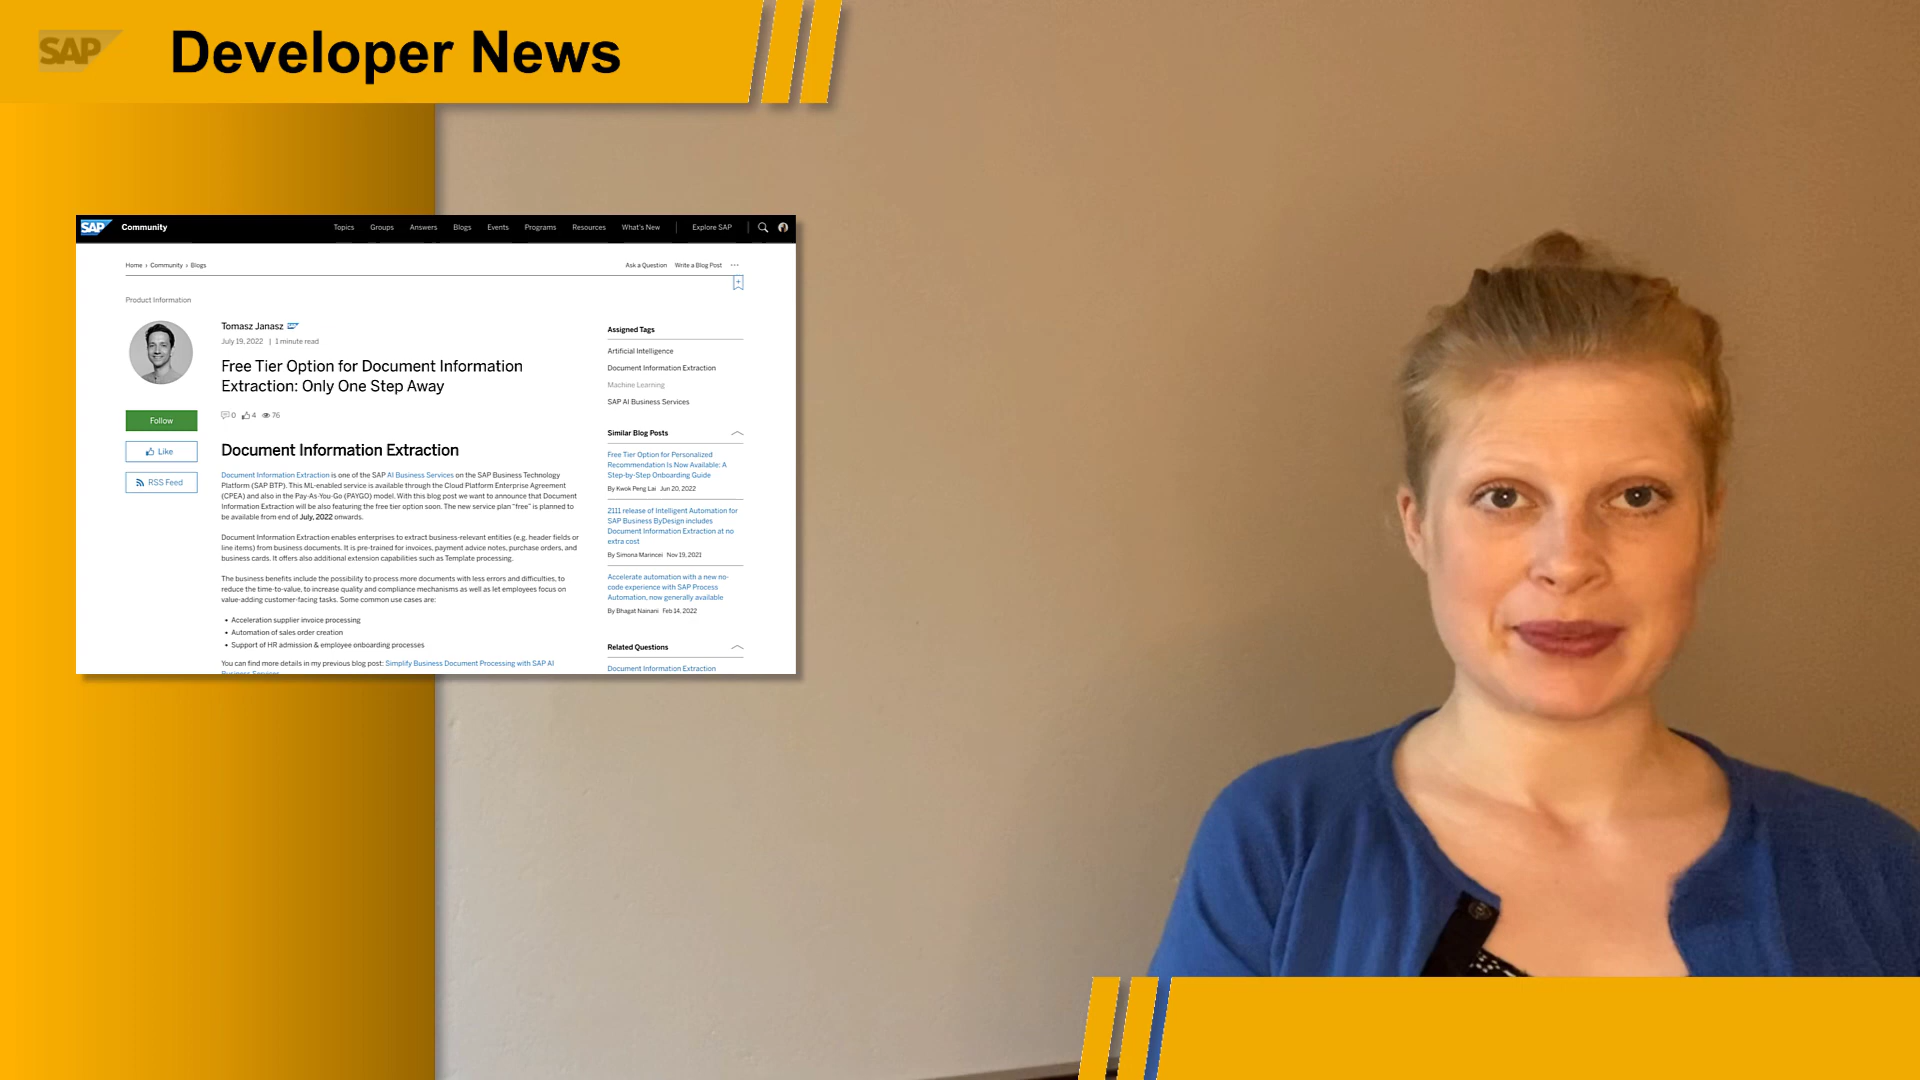 SAP
Developer News
SAP
Community
Topics
Groups
Answers
Blogs
Events
Programs
Resources
What's New
Explore SAP
Home › Community › Blogs
Ask a Question
Write a Blog Post
Product Information
Tomasz Janasz
July 19, 2022 | 1 minute read
Free Tier Option for Document Information
Extraction: Only One Step Away
0 4 76
Follow
Like
RSS Feed
Document Information Extraction
Document Information Extraction is one of the SAP AI Business Services on the SAP Business Technology
Platform (SAP BTP). This ML-enabled service is available through the Cloud Platform Enterprise Agreement
(CPEA) and also in the Pay-As-You-Go (PAYGO) model. With this blog post we want to announce that Document
Information Extraction will be also featuring the free tier option soon. The new service plan “free” is planned to
be available from end of July, 2022 onwards.
Document Information Extraction enables enterprises to extract business-relevant entities (e.g. header fields or
line items) from business documents. It is pre-trained for invoices, payment advice notes, purchase orders, and
business cards. It offers also additional extension capabilities such as Template processing.
The business benefits include the possibility to process more documents with less errors and difficulties, to
reduce the time-to-value, to increase quality and compliance mechanisms as well as let employees focus on
value-adding customer-facing tasks. Some common use cases are:
• Acceleration supplier invoice processing
• Automation of sales order creation
• Support of HR admission & employee onboarding processes
You can find more details in my previous blog post: Simplify Business Document Processing with SAP AI
Business Services
Assigned Tags
Artificial Intelligence
Document Information Extraction
Machine Learning
SAP AI Business Services
Similar Blog Posts
Free Tier Option for Personalized
Recommendation Is Now Available: A
Step-by-Step Onboarding Guide
By Kwok Peng Lai Jun 20, 2022
2111 release of Intelligent Automation for
SAP Business ByDesign includes
Document Information Extraction at no
extra cost
By Simona Marincei Nov 19, 2021
Accelerate automation with a new no-
code experience with SAP Process
Automation, now generally available
By Bhagat Nainani Feb 14, 2022
Related Questions
Document Information Extraction